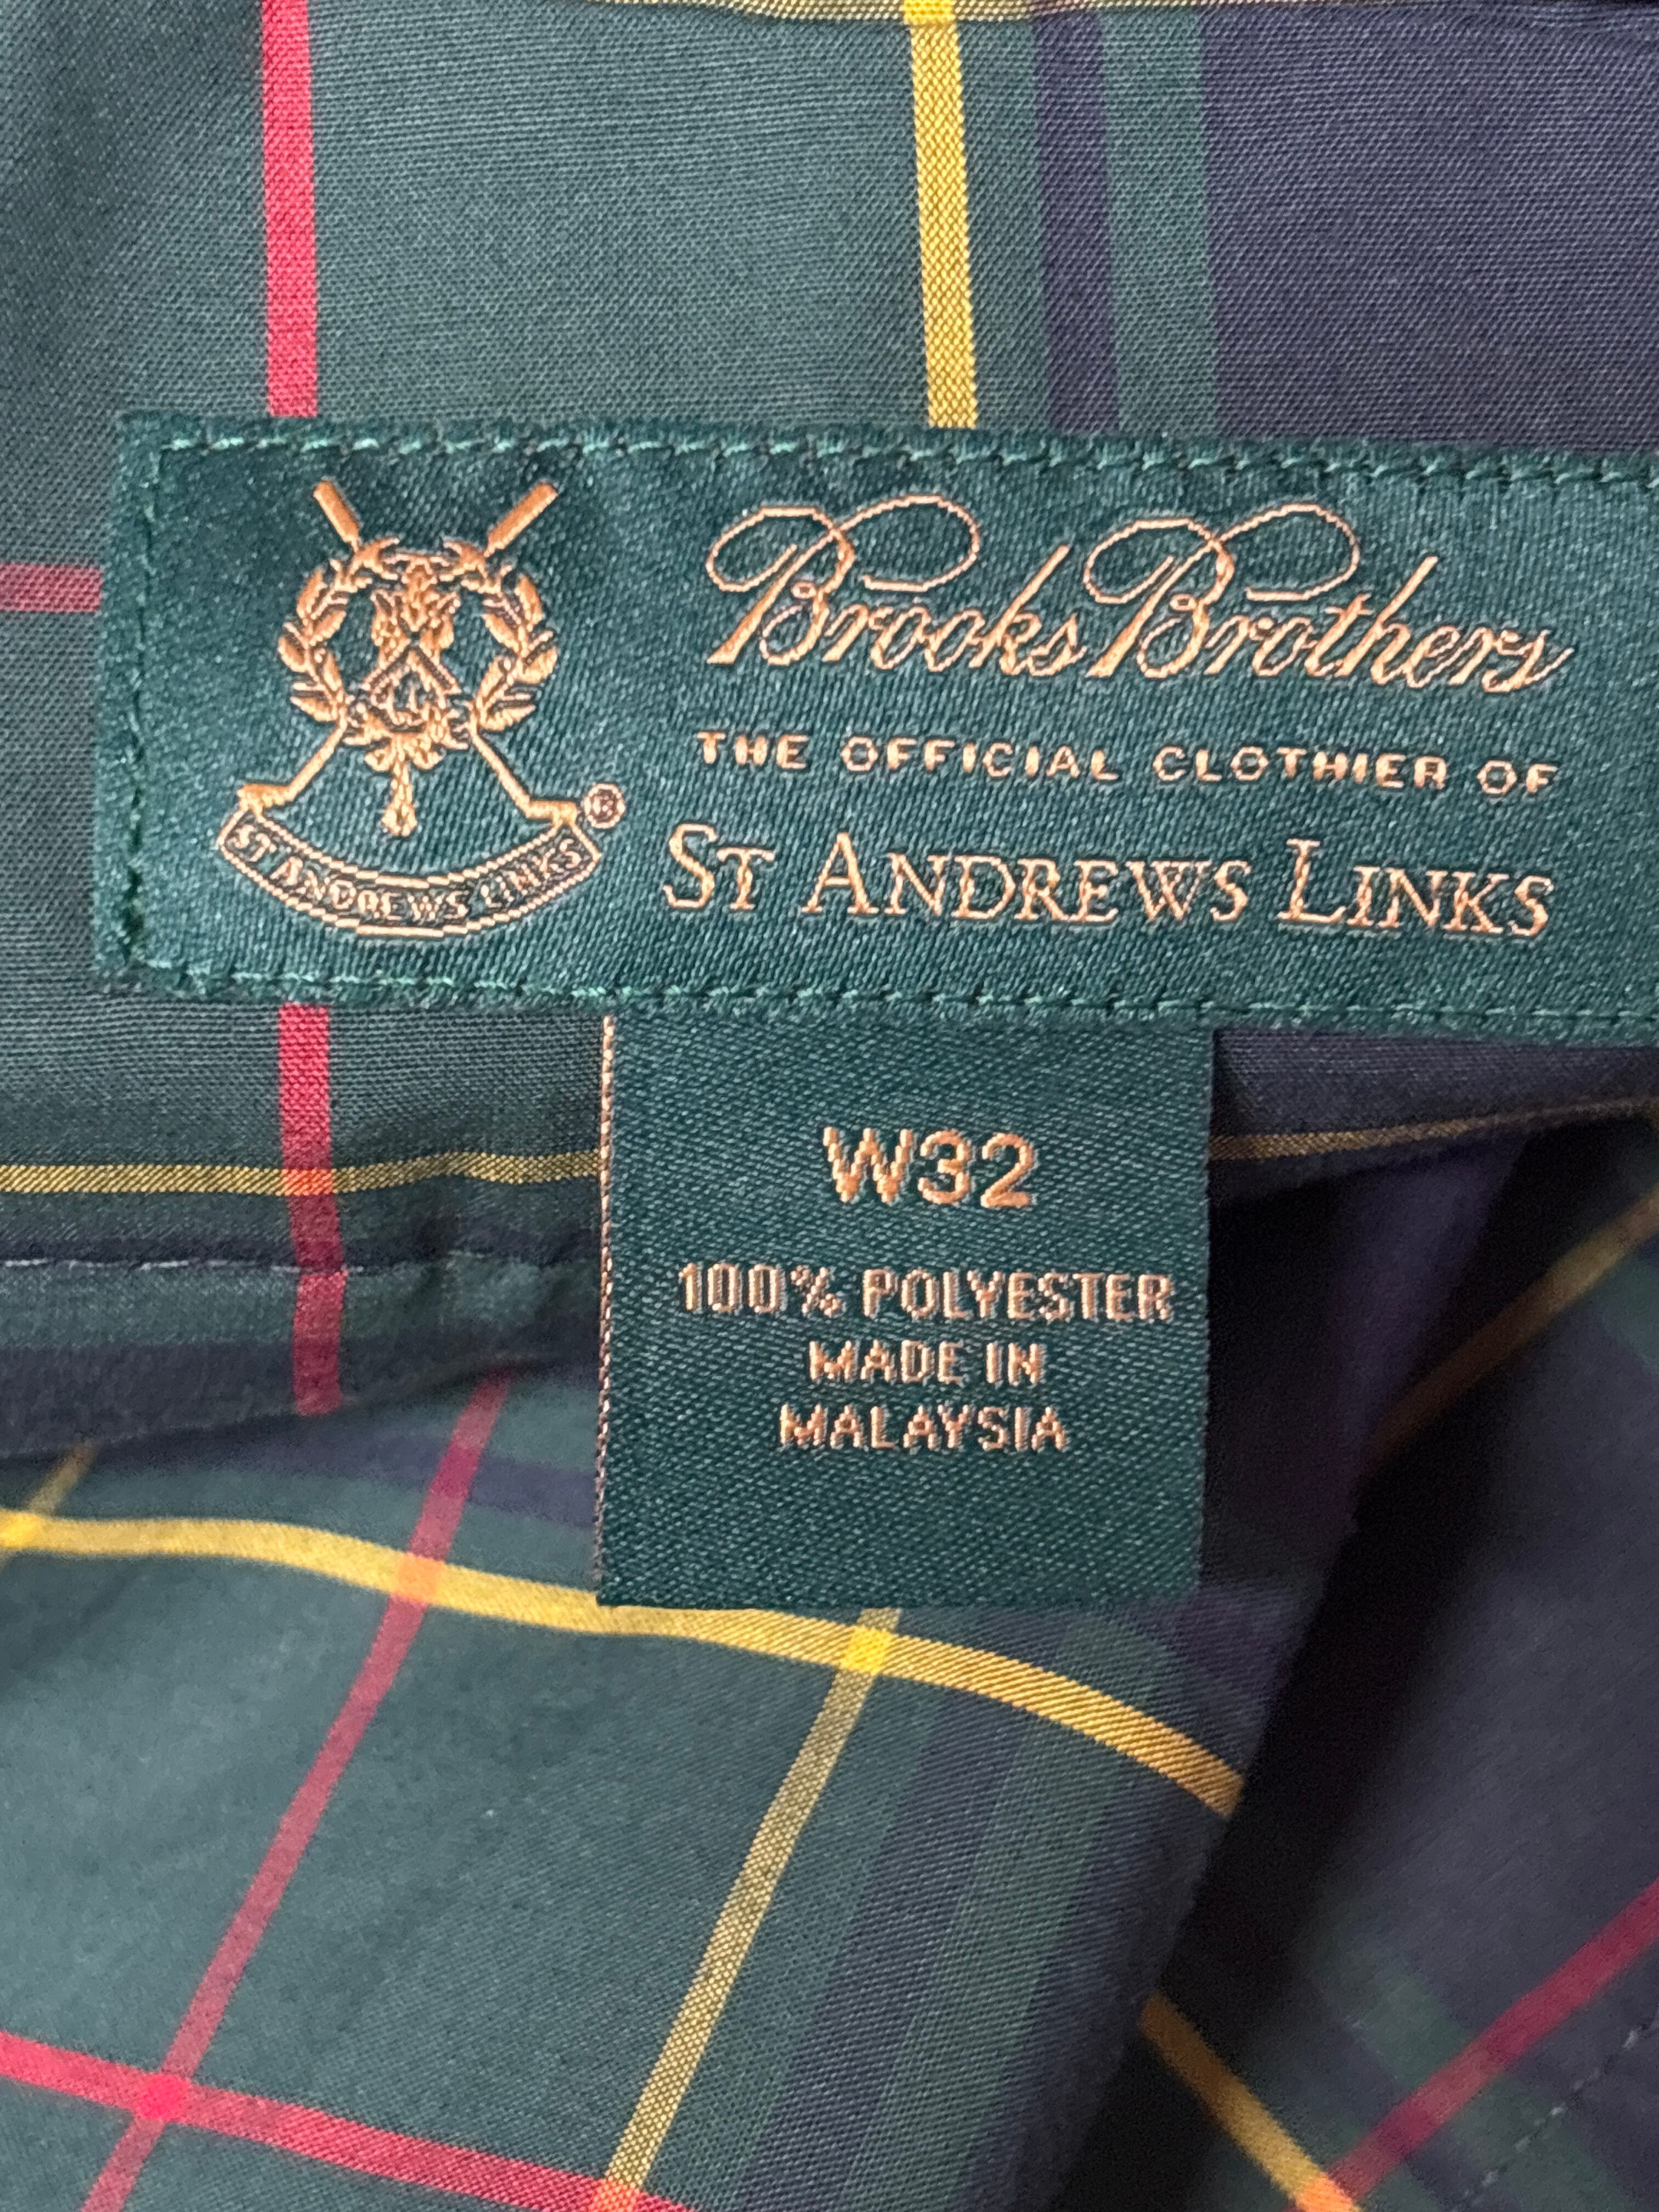 Brooks Brothers
THE OFFICIAL CLOTHIER OF
ST ANDREWS LINKS
ST ANDREWS LINKS ®
W32
100% POLYESTER
MADE IN
MALAYSIA